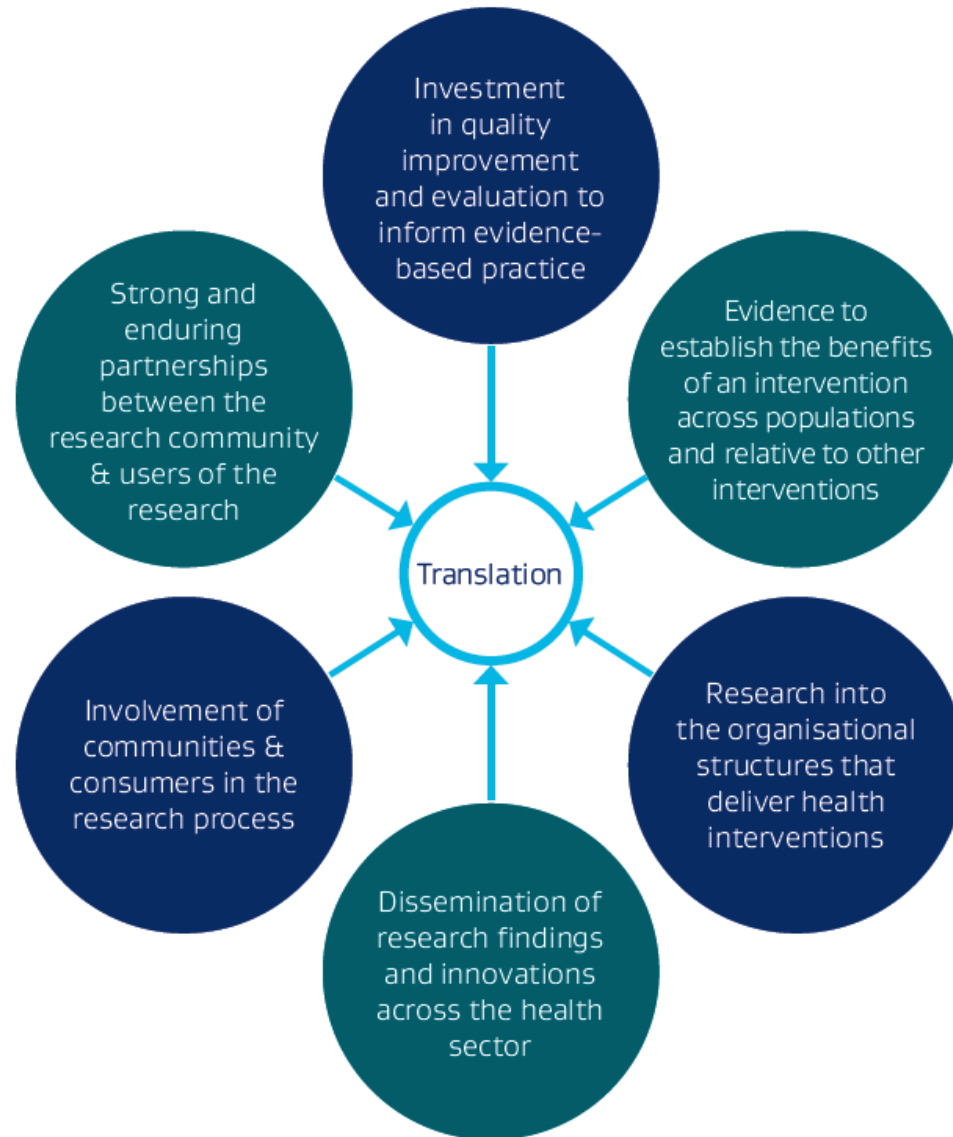 Investment
in quality
improvement
and evaluation to
inform evidence-
based practice
Strong and
enduring
partnerships
between the
research community
& users of the
research
Evidence to
establish the benefits
of an intervention
across populations
and relative to other
interventions
Translation
Involvement of
communities &
consumers in the
research process
Research into
the organisational
structures that
deliver health
interventions
Dissemination of
research findings
and innovations
across the health
sector